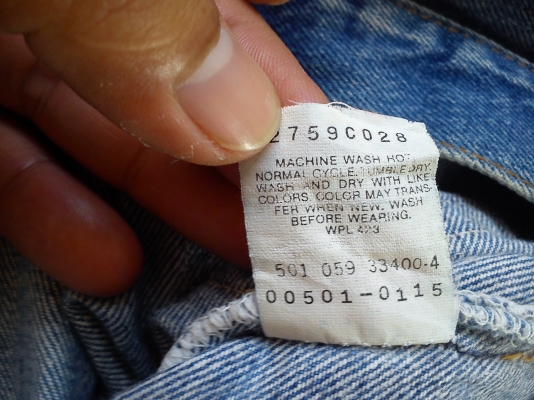 2759C028
MACHINE WASH HOT
NORMAL CYCLE. TUMBLE DRY
WASH AND DRY WITH LIKE
COLORS. COLOR MAY TRANS-
FER WHEN NEW. WASH
BEFORE WEARING.
WPL 423
501 059 33400-4
00501-0115